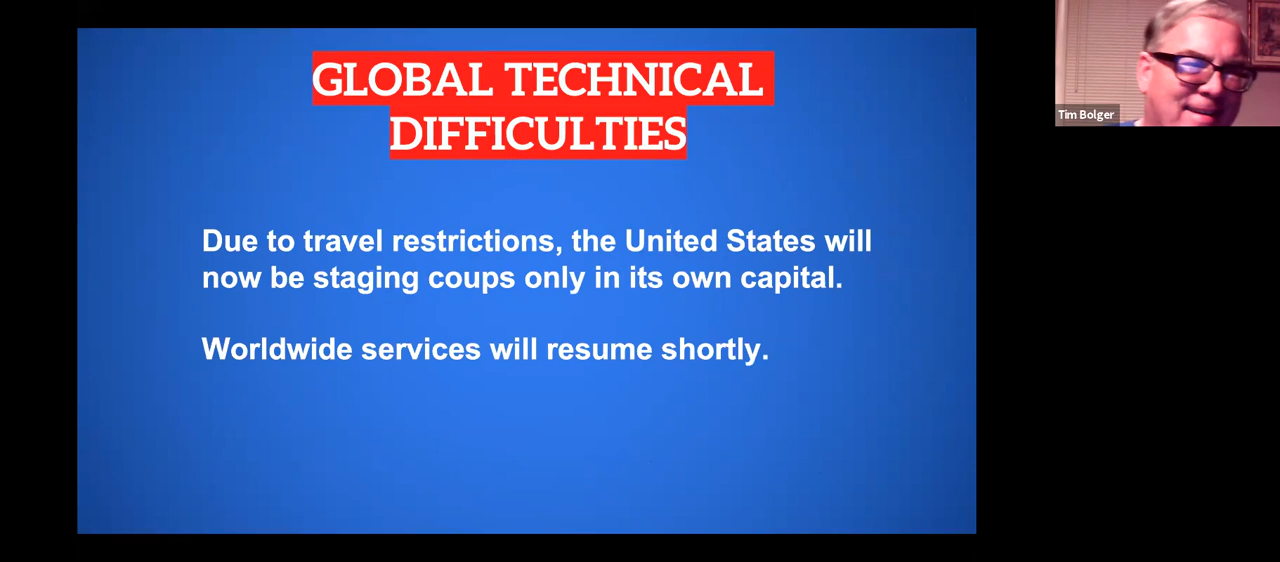 GLOBAL TECHNICAL
DIFFICULTIES
Due to travel restrictions, the United States will
now be staging coups only in its own capital.
Worldwide services will resume shortly.
Tim Bolger